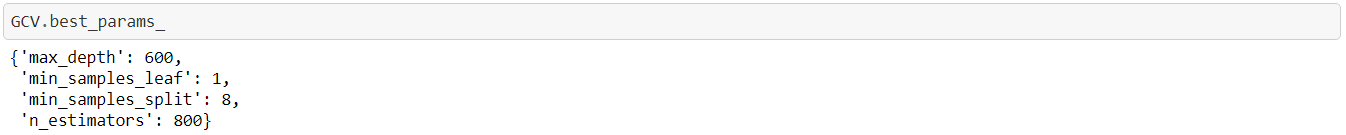 GCV.best_params_
{'max_depth': 600,
 'min_samples_leaf': 1,
 'min_samples_split': 8,
 'n_estimators': 800}